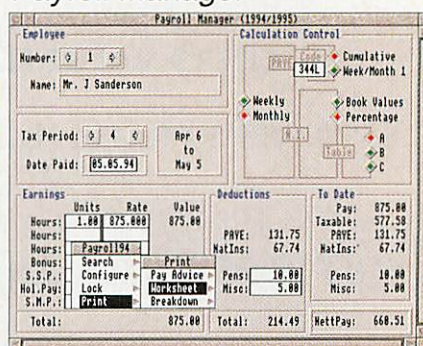 Payroll Manager
Payroll Manager (1994/1995)
Employee
Number: 1
Name: Mr. J Sanderson
Tax Period: 4
Date Paid: 05.05.94
Apr 6
to
May 5
Calculation Control
PAYE
Code
344L
Cumulative
Week/Month 1
Weekly
Monthly
N.I.
Book Values
Percentage
Table
A
B
C
Earnings
Units Rate Value
Hours: 1.00 875.000 875.00
Hours:
Hours:
Bonus:
S.S.P.:
Hol.Pay:
S.M.P.:
Total: 875.00
Payroll94
Search
Configure
Lock
Print
Print
Pay Advice
Worksheet
Breakdown
Deductions
PAYE: 131.75
NatIns: 67.74
Pens: 10.00
Misc: 5.00
Total: 214.49
To Date
Pay: 875.00
Taxable: 577.58
PAYE: 131.75
NatIns: 67.74
Pens: 10.00
Misc: 5.00
NettPay: 660.51